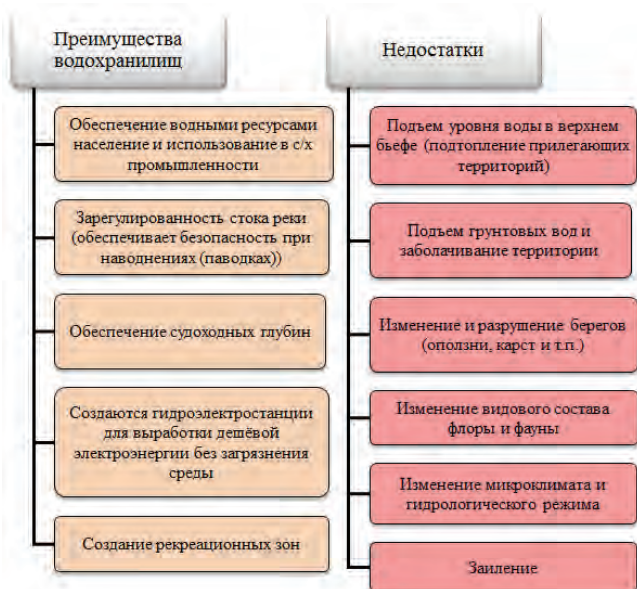 Преимущества
водохранилищ
Обеспечение водными ресурсами
население и использование в с/х
промышленности
Зарегулированность стока реки
(обеспечивает безопасность при
наводнениях (паводках))
Обеспечение судоходных глубин
Создаются гидроэлектростанции
для выработки дешёвой
электроэнергии без загрязнения
среды
Создание рекреационных зон
Недостатки
Подъем уровня воды в верхнем
бьефе (подтопление прилегающих
территорий)
Подъем грунтовых вод и
заболачивание территории
Изменение и разрушение берегов
(оползни, карст и т.п.)
Изменение видового состава
флоры и фауны
Изменение микроклимата и
гидрологического режима
Заиление